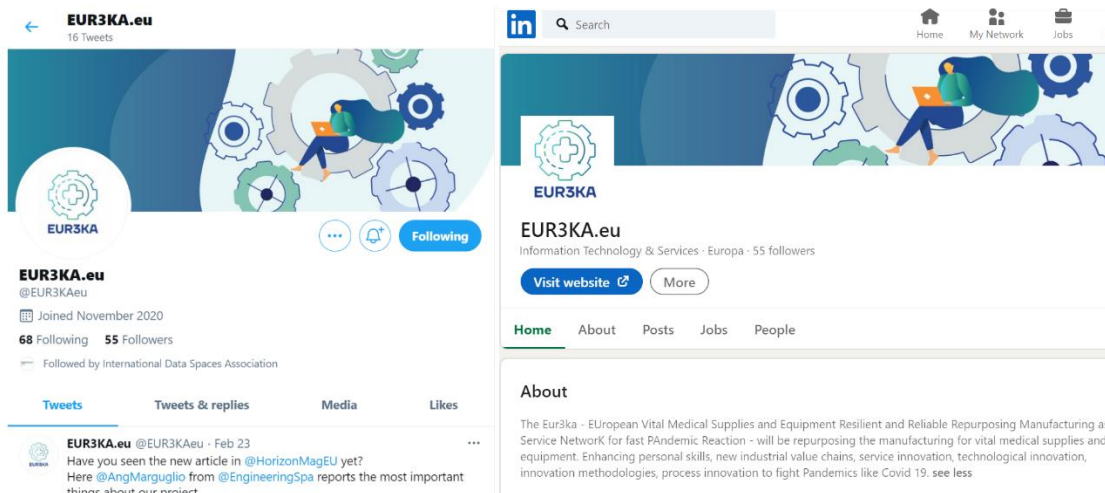 EUR3KA.eu
16 Tweets
EUR3KA
Following
EUR3KA.eu
@EUR3KAeu
Joined November 2020
68 Following 55 Followers
Followed by International Data Spaces Association
Tweets Tweets & replies Media Likes
EUR3KA.eu @EUR3KAeu · Feb 23
Have you seen the new article in @HorizonMagEU yet?
Here @AngMarguglio from @EngineeringSpa reports the most important
things about our project
in Search
Home My Network Jobs
EUR3KA
EUR3KA.eu
Information Technology & Services · Europa · 55 followers
Visit website More
Home About Posts Jobs People
About
The Eur3ka - EUropean Vital Medical Supplies and Equipment Resilient and Reliable Repurposing Manufacturing a
Service NetworK for fast PAndemic Reaction - will be repurposing the manufacturing for vital medical supplies and
equipment. Enhancing personal skills, new industrial value chains, service innovation, technological innovation,
innovation methodologies, process innovation to fight Pandemics like Covid 19. see less